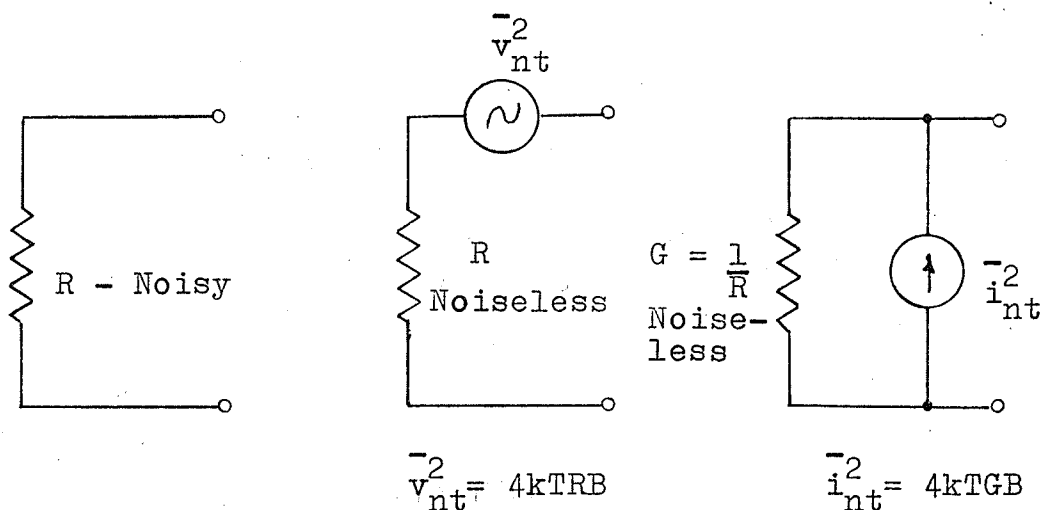 v̄²nt
R - Noisy
R
Noiseless
G = 1/R
Noise-
less
ī²nt
v̄²nt = 4kTRB
ī²nt = 4kTGB